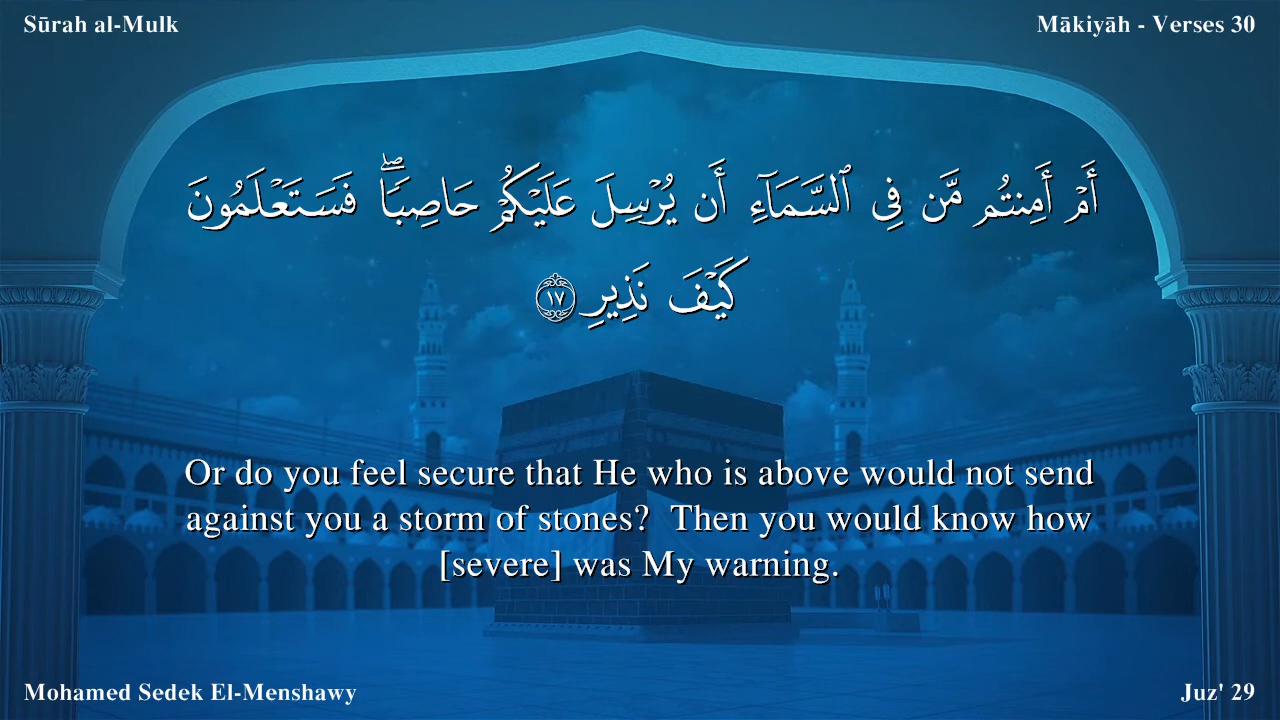 Sūrah al-Mulk
Mākiyāh - Verses 30
أَمْ أَمِنتُم مَّن فِى ٱلسَّمَآءِ أَن يُرْسِلَ عَلَيْكُمْ حَاصِبًا ۖ فَسَتَعْلَمُونَ
كَيْفَ نَذِيرِ ١٧
Or do you feel secure that He who is above would not send
against you a storm of stones?  Then you would know how
[severe] was My warning.
Mohamed Sedek El-Menshawy
Juz' 29